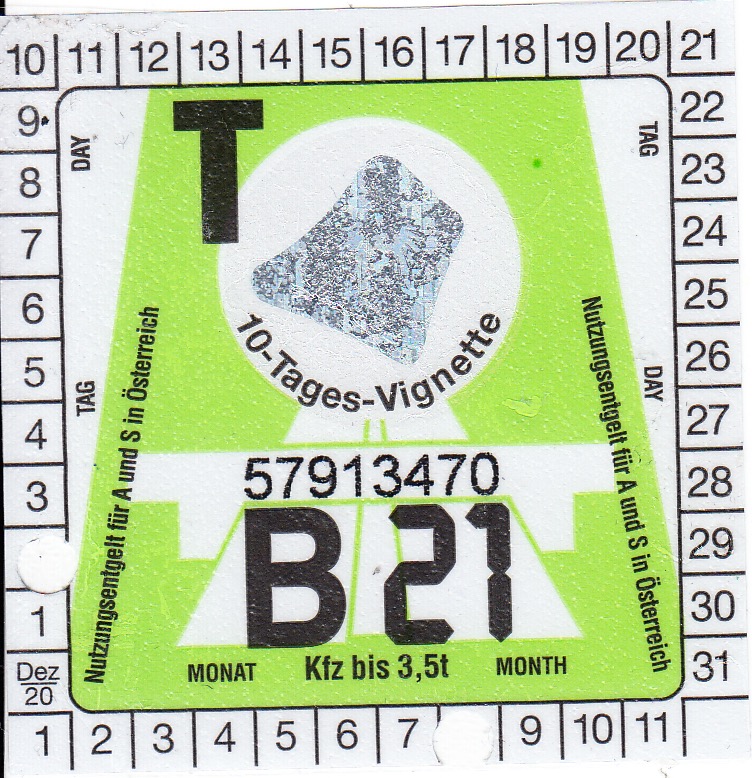 10 11 12 13 14 15 16 17 18 19 20 21
9 22
8 23
7 24
6 25
5 26
4 27
3 28
29
1 30
Dez 20 31
1 2 3 4 5 6 7 9 10 11
DAY
TAG
TAG
DAY
T
10-Tages-Vignette
Nutzungsentgelt für A und S in Österreich
Nutzungsentgelt für A und S in Österreich
57913470
B 21
MONAT Kfz bis 3,5t MONTH